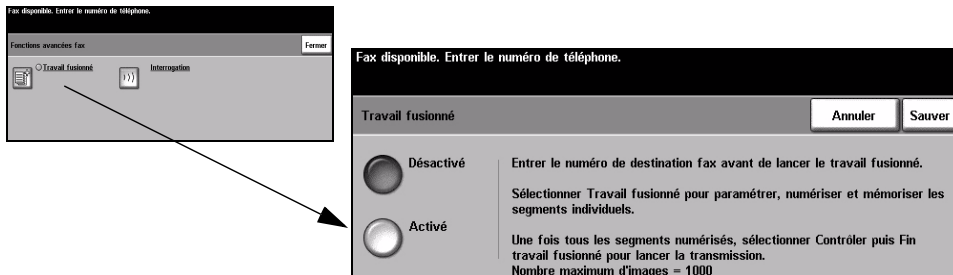 Fax disponible. Entrer le numéro de téléphone.
Fonctions avancées fax
Fermer
Travail fusionné
Interrogation
Fax disponible. Entrer le numéro de téléphone.
Travail fusionné
Annuler
Sauver
Désactivé
Activé
Entrer le numéro de destination fax avant de lancer le travail fusionné.
Sélectionner Travail fusionné pour paramétrer, numériser et mémoriser les
segments individuels.
Une fois tous les segments numérisés, sélectionner Contrôler puis Fin
travail fusionné pour lancer la transmission.
Nombre maximum d'images = 1000